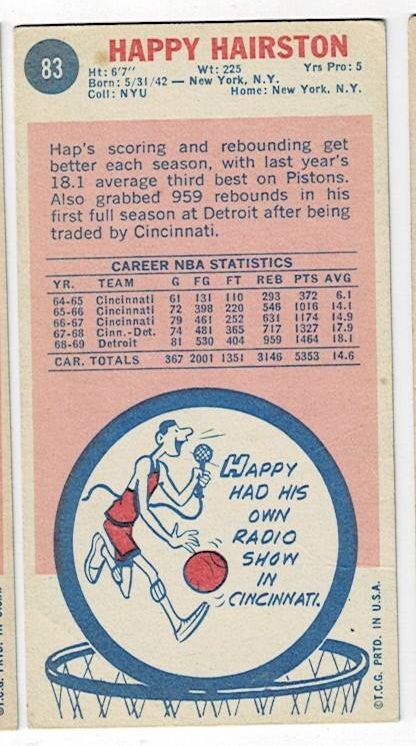 83
HAPPY HAIRSTON
Ht: 6'7" Wt: 225 Yrs Pro: 5
Born: 5/31/42 — New York, N.Y.
Coll: NYU Home: New York, N.Y.
Hap's scoring and rebounding get
better each season, with last year's
18.1 average third best on Pistons.
Also grabbed 959 rebounds in his
first full season at Detroit after being
traded by Cincinnati.
CAREER NBA STATISTICS
YR. TEAM G FG FT REB PTS AVG
64-65 Cincinnati 61 131 110 293 372 6.1
65-66 Cincinnati 72 398 220 546 1016 14.1
66-67 Cincinnati 79 461 252 631 1174 14.9
67-68 Cinn.-Det. 74 481 365 717 1327 17.9
68-69 Detroit 81 530 404 959 1464 18.1
CAR. TOTALS 367 2001 1351 3146 5353 14.6
HAPPY
HAD HIS
OWN
RADIO
SHOW
IN
CINCINNATI.
©T.C.G. PRTD. IN U.S.A.
©T.C.G. PRTD. IN U.S.A.